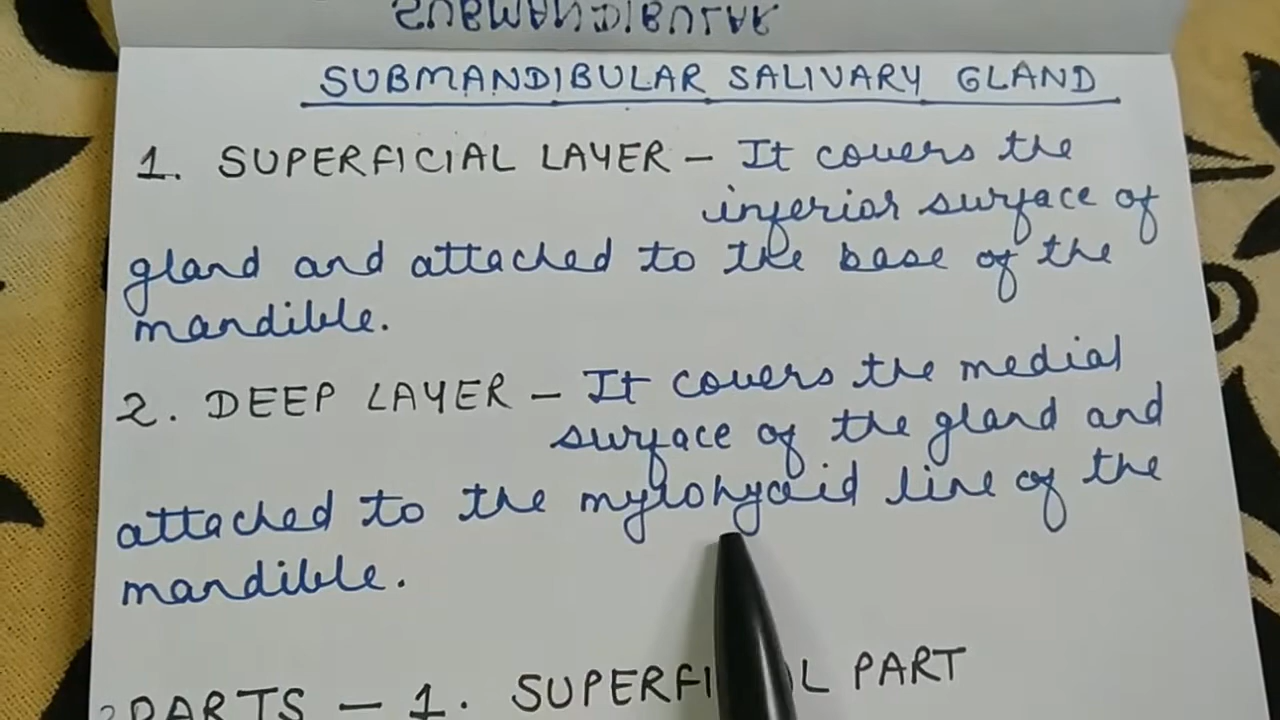 SUBMANDIBULAR
SUBMANDIBULAR SALIVARY GLAND
1. SUPERFICIAL LAYER – It covers the
inferior surface of
gland and attached to the base of the
mandible.
2. DEEP LAYER – It covers the medial
surface of the gland and
attached to the mylohyoid line of the
mandible.
PARTS – 1. SUPERFI L PART